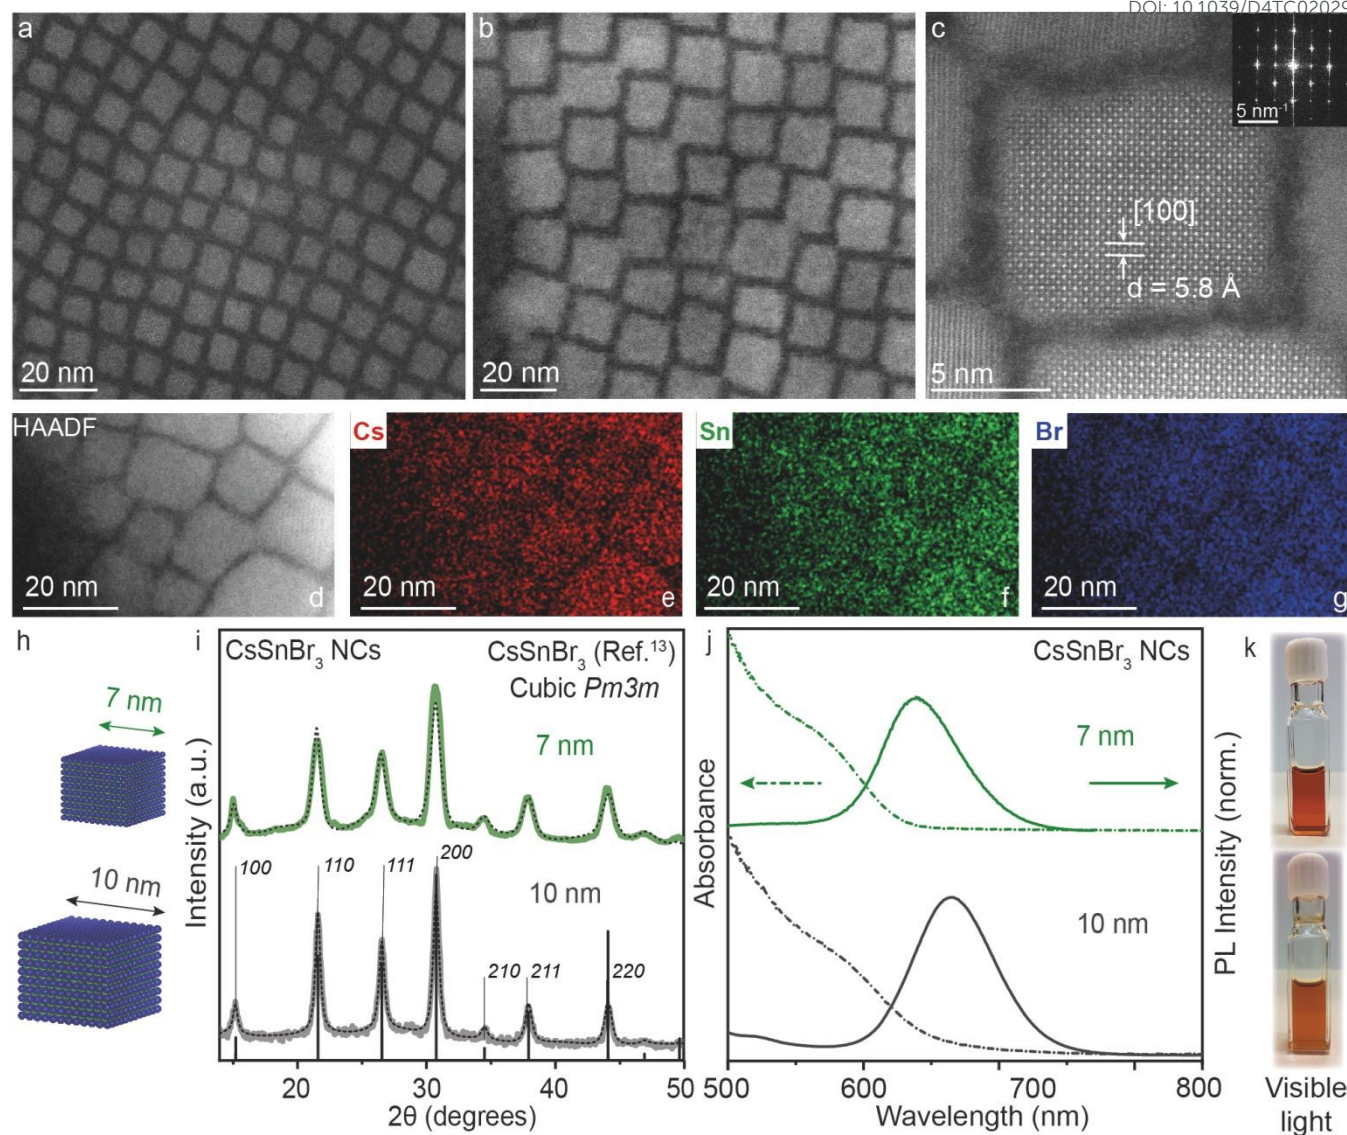 DOI: 10.1039/D4TC02029
a
20 nm
b
20 nm
c
5 nm⁻¹
[100]
d = 5.8 Å
5 nm
HAADF
20 nm
d
Cs
20 nm
e
Sn
20 nm
f
Br
20 nm
g
h
7 nm
10 nm
i
CsSnBr₃ NCs
CsSnBr₃ (Ref.¹³)
Cubic Pm3m
7 nm
10 nm
100
110
111
200
210
211
220
Intensity (a.u.)
20
30
40
50
2θ (degrees)
j
CsSnBr₃ NCs
7 nm
10 nm
Absorbance
PL Intensity (norm.)
500
600
700
800
Wavelength (nm)
k
Visible
light